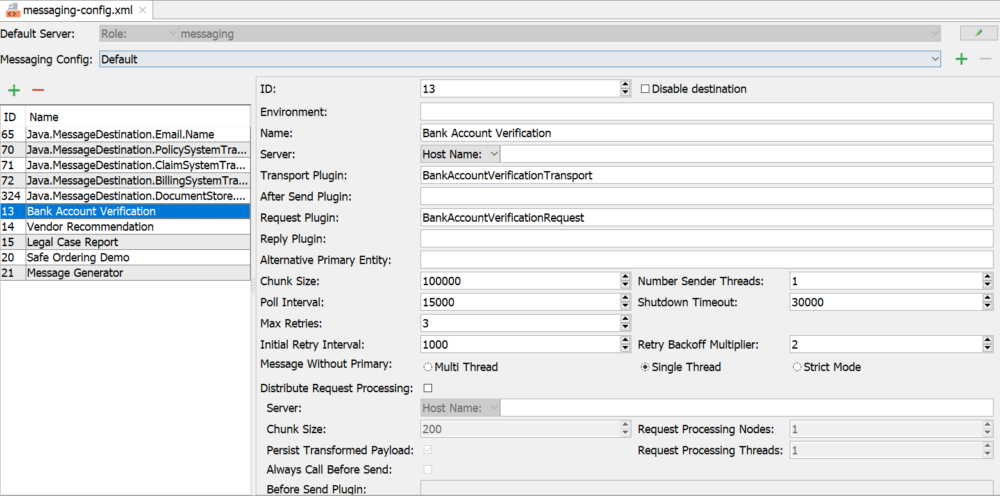 messaging-config.xml
Default Server: Role: messaging
Messaging Config: Default
ID Name
65 Java.MessageDestination.Email.Name
70 Java.MessageDestination.PolicySystemTra...
71 Java.MessageDestination.ClaimSystemTra...
72 Java.MessageDestination.BillingSystemTra...
324 Java.MessageDestination.DocumentStore....
13 Bank Account Verification
14 Vendor Recommendation
15 Legal Case Report
20 Safe Ordering Demo
21 Message Generator
ID: 13 Disable destination
Environment:
Name: Bank Account Verification
Server: Host Name:
Transport Plugin: BankAccountVerificationTransport
After Send Plugin:
Request Plugin: BankAccountVerificationRequest
Reply Plugin:
Alternative Primary Entity:
Chunk Size: 100000 Number Sender Threads: 1
Poll Interval: 15000 Shutdown Timeout: 30000
Max Retries: 3
Initial Retry Interval: 1000 Retry Backoff Multiplier: 2
Message Without Primary: Multi Thread Single Thread Strict Mode
Distribute Request Processing:
Server: Host Name:
Chunk Size: 200 Request Processing Nodes: 1
Persist Transformed Payload: Request Processing Threads: 1
Always Call Before Send:
Before Send Plugin: